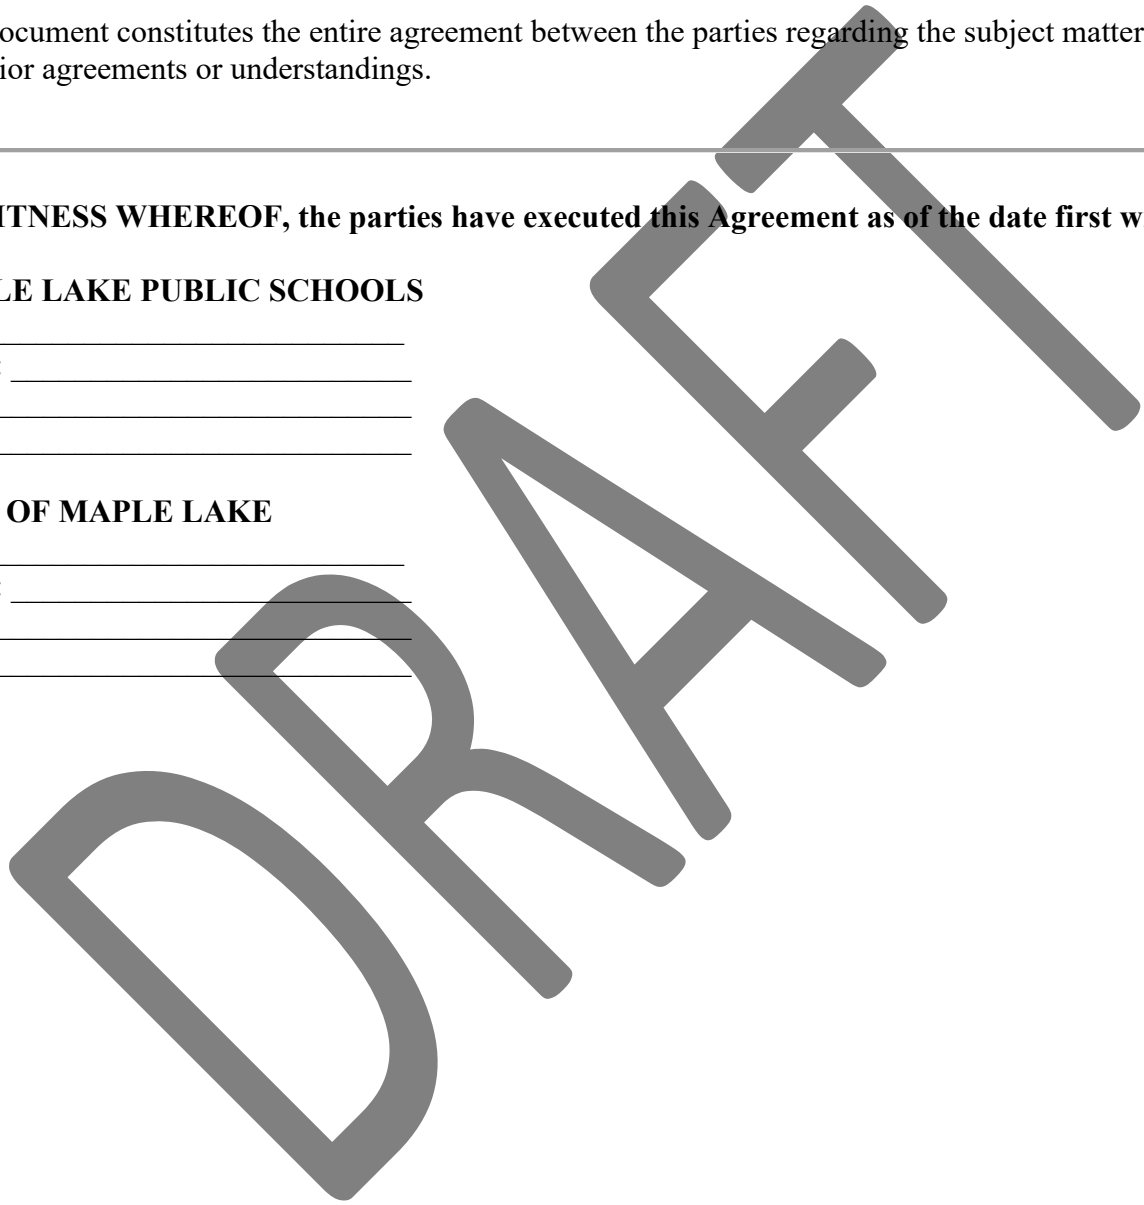 ocument constitutes the entire agreement between the parties regarding the subject matter
ior agreements or understandings.
ITNESS WHEREOF, the parties have executed this Agreement as of the date first w
LE LAKE PUBLIC SCHOOLS
:
OF MAPLE LAKE
:
DRAFT